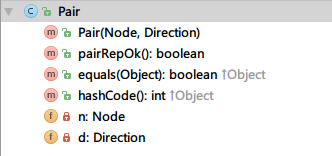 C Pair
m Pair(Node, Direction)
m pairRepOk(): boolean
m equals(Object): boolean ↑Object
m hashCode(): int ↑Object
f n: Node
f d: Direction